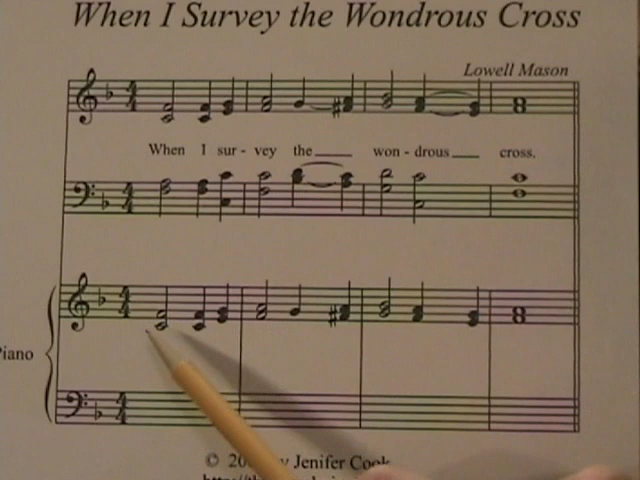 When I Survey the Wondrous Cross
Lowell Mason
When I sur - vey the won - drous cross.
Piano
© Jenifer Cook